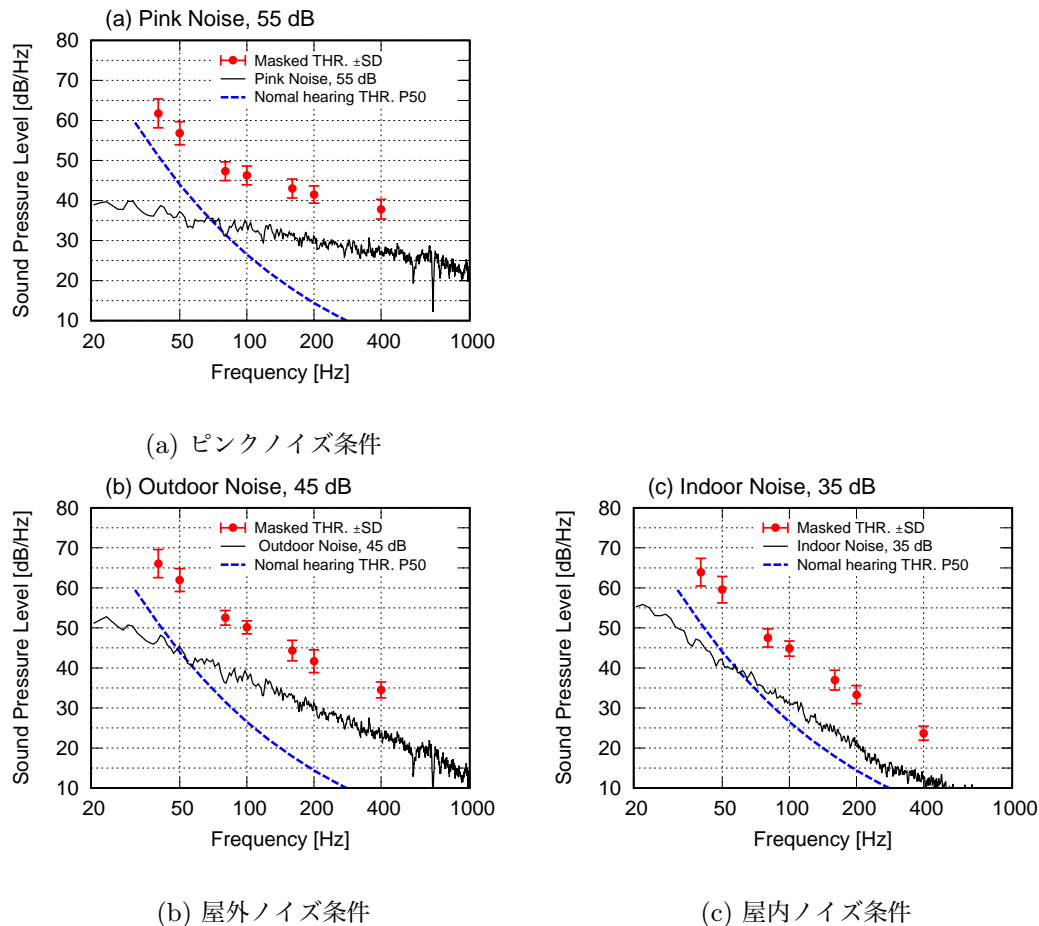 (a) Pink Noise, 55 dB
80
70
60
50
40
30
20
10
Sound Pressure Level [dB/Hz]
Masked THR. ±SD
Pink Noise, 55 dB
Nomal hearing THR. P50
20 50 100 200 400 1000
Frequency [Hz]
(a) ピンクノイズ条件
(b) Outdoor Noise, 45 dB
80
70
60
50
40
30
20
10
Sound Pressure Level [dB/Hz]
Masked THR. ±SD
Outdoor Noise, 45 dB
Nomal hearing THR. P50
20 50 100 200 400 1000
Frequency [Hz]
(b) 屋外ノイズ条件
(c) Indoor Noise, 35 dB
80
70
60
50
40
30
20
10
Sound Pressure Level [dB/Hz]
Masked THR. ±SD
Indoor Noise, 35 dB
Nomal hearing THR. P50
20 50 100 200 400 1000
Frequency [Hz]
(c) 屋内ノイズ条件